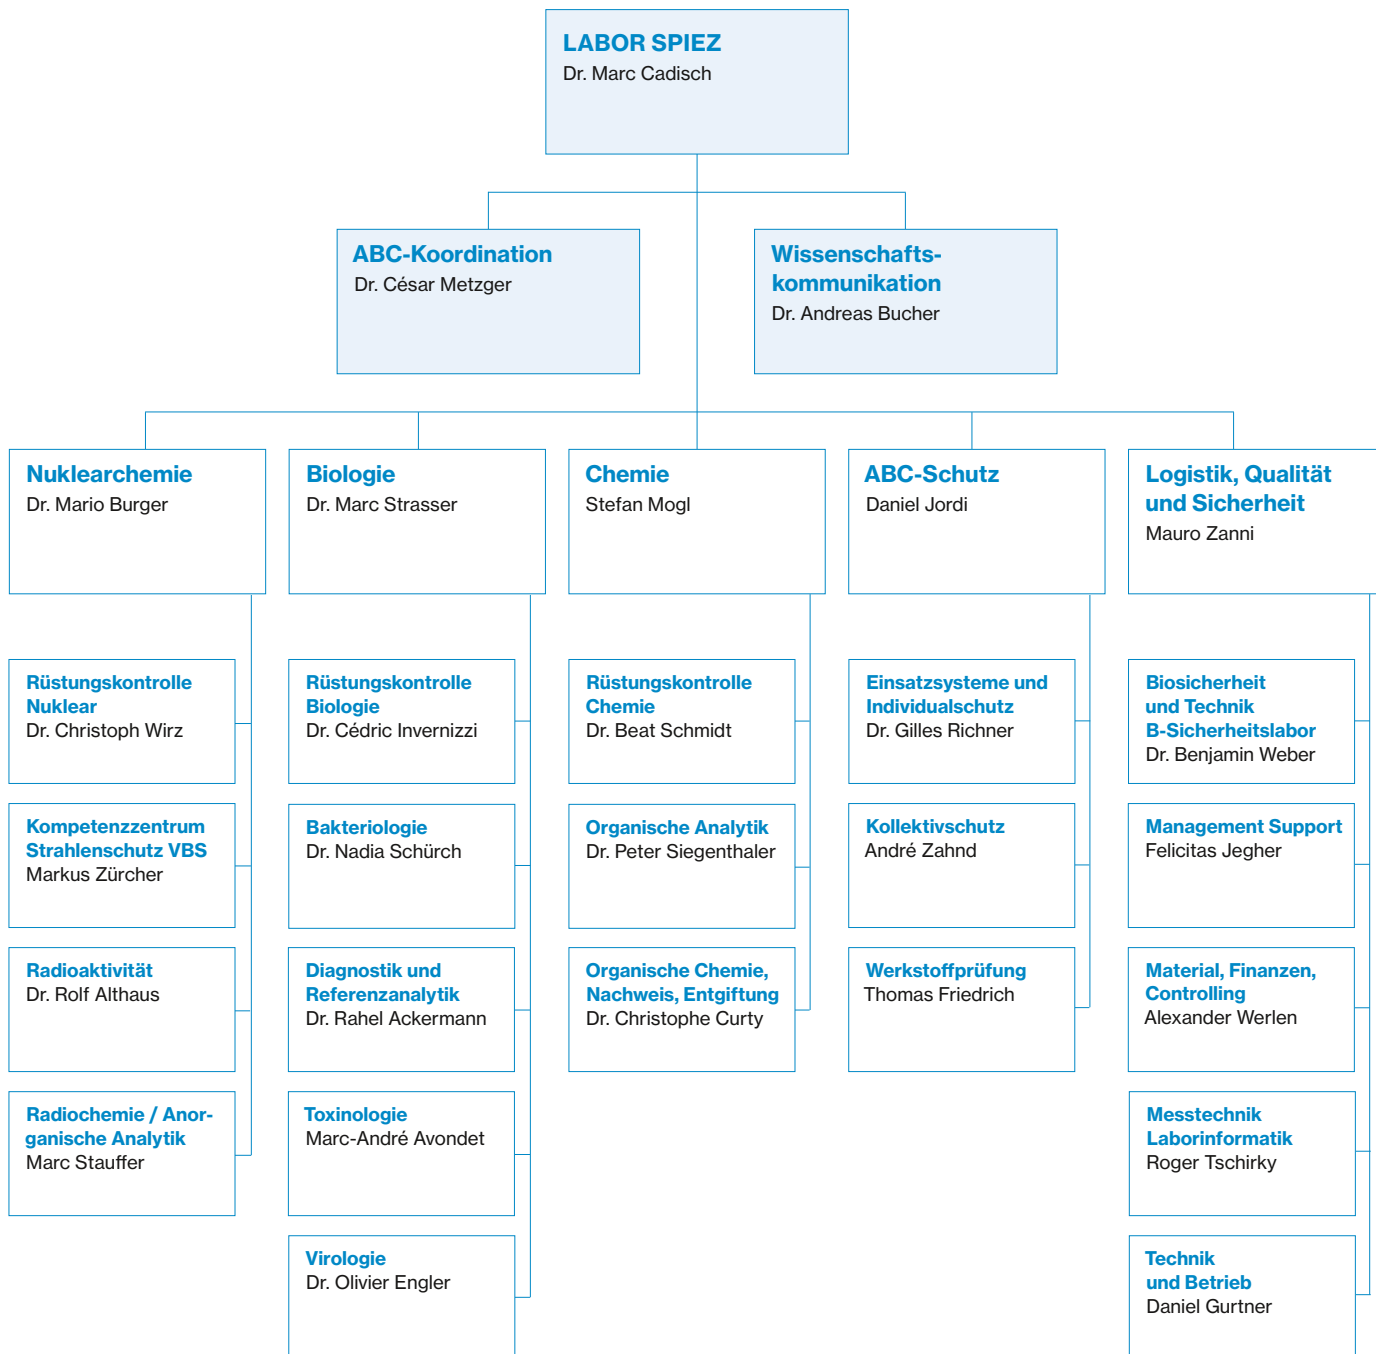 LABOR SPIEZ
Dr. Marc Cadisch
ABC-Koordination
Dr. César Metzger
Wissenschafts-
kommunikation
Dr. Andreas Bucher
Nuklearchemie
Dr. Mario Burger
Biologie
Dr. Marc Strasser
Chemie
Stefan Mogl
ABC-Schutz
Daniel Jordi
Logistik, Qualität
und Sicherheit
Mauro Zanni
Rüstungskontrolle
Nuklear
Dr. Christoph Wirz
Kompetenzzentrum
Strahlenschutz VBS
Markus Zürcher
Radioaktivität
Dr. Rolf Althaus
Radiochemie / Anor-
ganische Analytik
Marc Stauffer
Rüstungskontrolle
Biologie
Dr. Cédric Invernizzi
Bakteriologie
Dr. Nadia Schürch
Diagnostik und
Referenzanalytik
Dr. Rahel Ackermann
Toxinologie
Marc-André Avondet
Virologie
Dr. Olivier Engler
Rüstungskontrolle
Chemie
Dr. Beat Schmidt
Organische Analytik
Dr. Peter Siegenthaler
Organische Chemie,
Nachweis, Entgiftung
Dr. Christophe Curty
Einsatzsysteme und
Individualschutz
Dr. Gilles Richner
Kollektivschutz
André Zahnd
Werkstoffprüfung
Thomas Friedrich
Biosicherheit
und Technik
B-Sicherheitslabor
Dr. Benjamin Weber
Management Support
Felicitas Jegher
Material, Finanzen,
Controlling
Alexander Werlen
Messtechnik
Laborinformatik
Roger Tschirky
Technik
und Betrieb
Daniel Gurtner